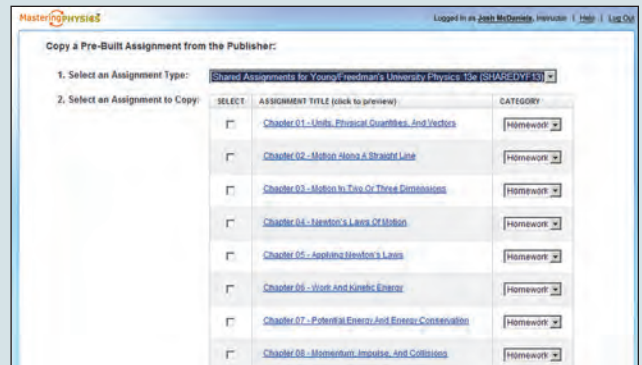 MasteringPHYSICS
Logged in as Josh McDaniels, Instructor | Help | Log Out
Copy a Pre-Built Assignment from the Publisher:
1. Select an Assignment Type: Shared Assignments for Young/Freedman's University Physics 13e (SHAREDYF13)
2. Select an Assignment to Copy: SELECT ASSIGNMENT TITLE (click to preview) CATEGORY
Chapter 01 - Units, Physical Quantities, And Vectors Homework
Chapter 02 - Motion Along A Straight Line Homework
Chapter 03 - Motion In Two Or Three Dimensions Homework
Chapter 04 - Newton's Laws Of Motion Homework
Chapter 05 - Applying Newton's Laws Homework
Chapter 06 - Work And Kinetic Energy Homework
Chapter 07 - Potential Energy And Energy Conservation Homework
Chapter 08 - Momentum, Impulse, And Collisions Homework